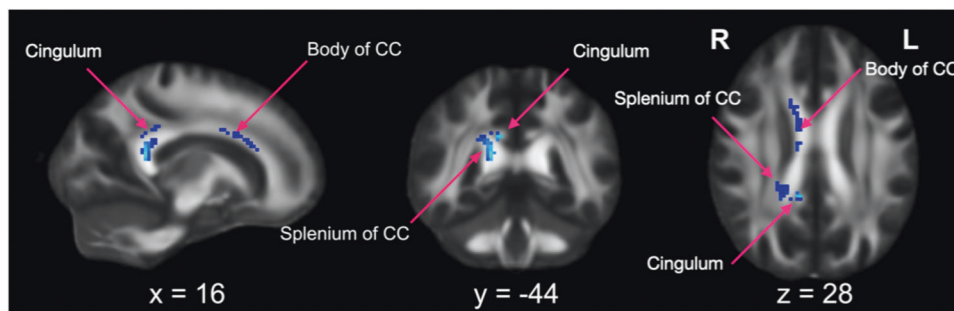 Cingulum
Body of CC
Splenium of CC
x = 16
Cingulum
y = -44
R
L
Body of CC
Splenium of CC
Cingulum
z = 28